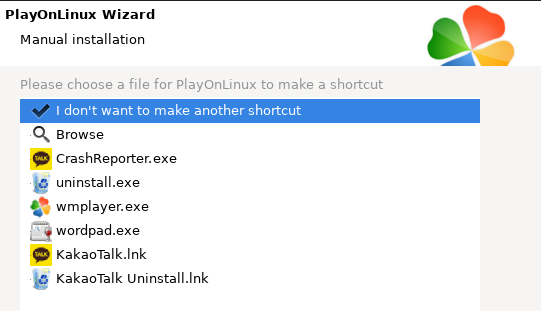 PlayOnLinux Wizard
Manual installation
Please choose a file for PlayOnLinux to make a shortcut
I don't want to make another shortcut
Browse
TALK CrashReporter.exe
uninstall.exe
wmplayer.exe
wordpad.exe
TALK KakaoTalk.lnk
KakaoTalk Uninstall.lnk